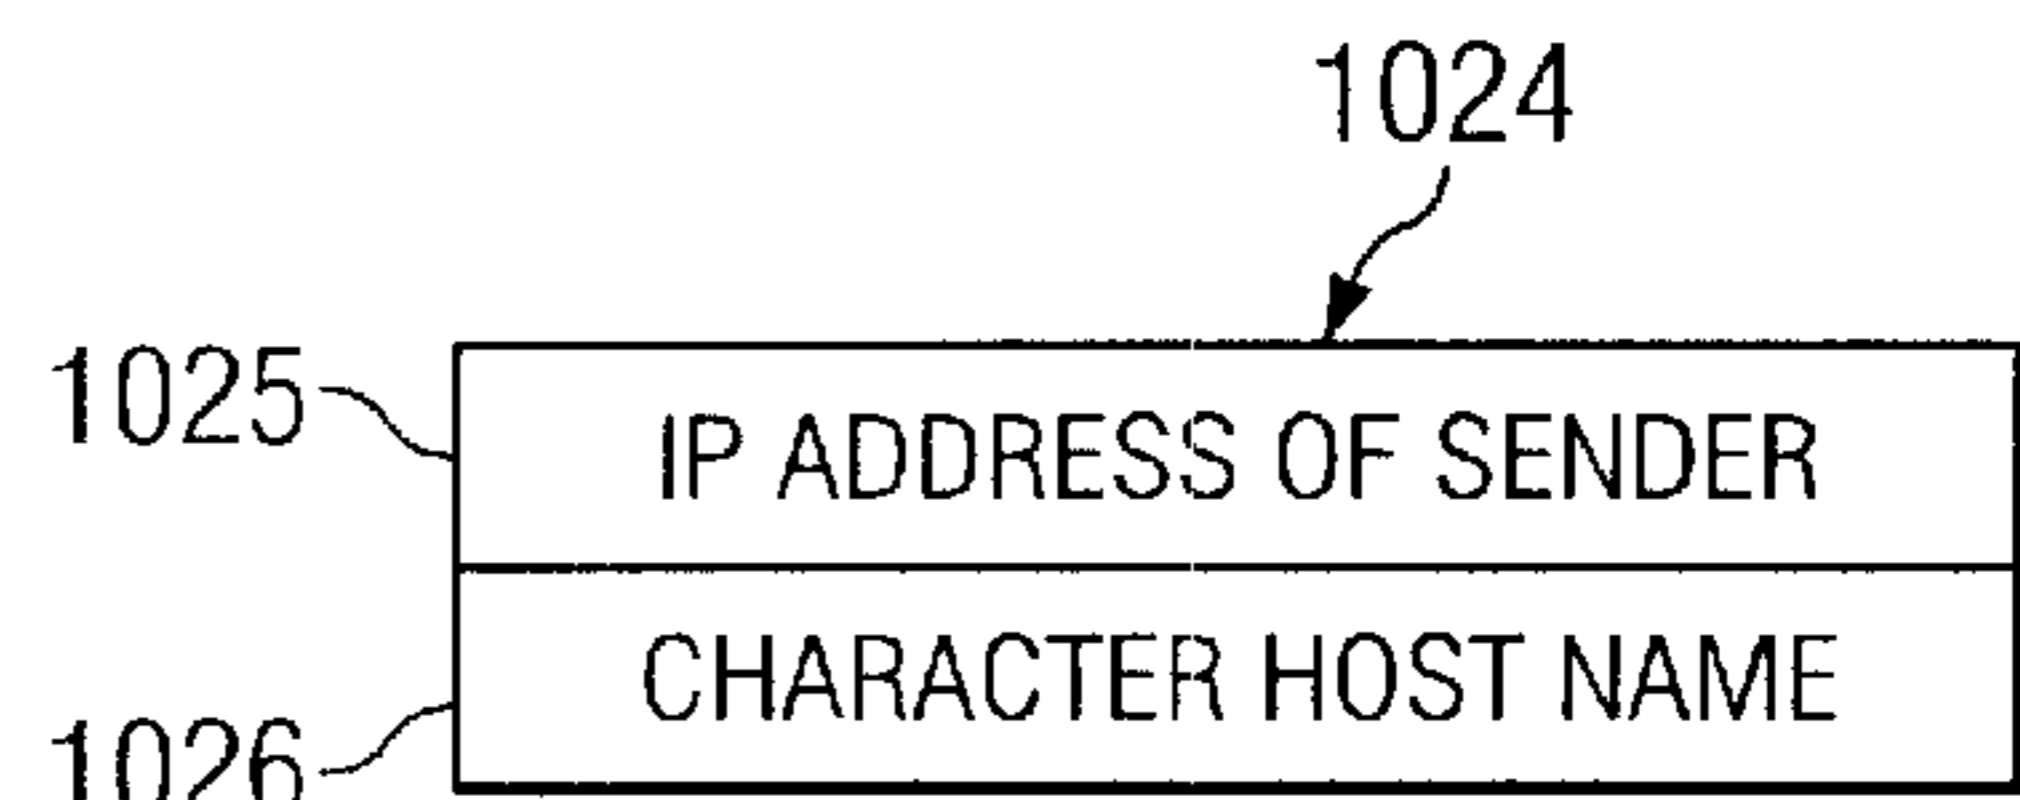 1024
1025
IP ADDRESS OF SENDER
CHARACTER HOST NAME
1026